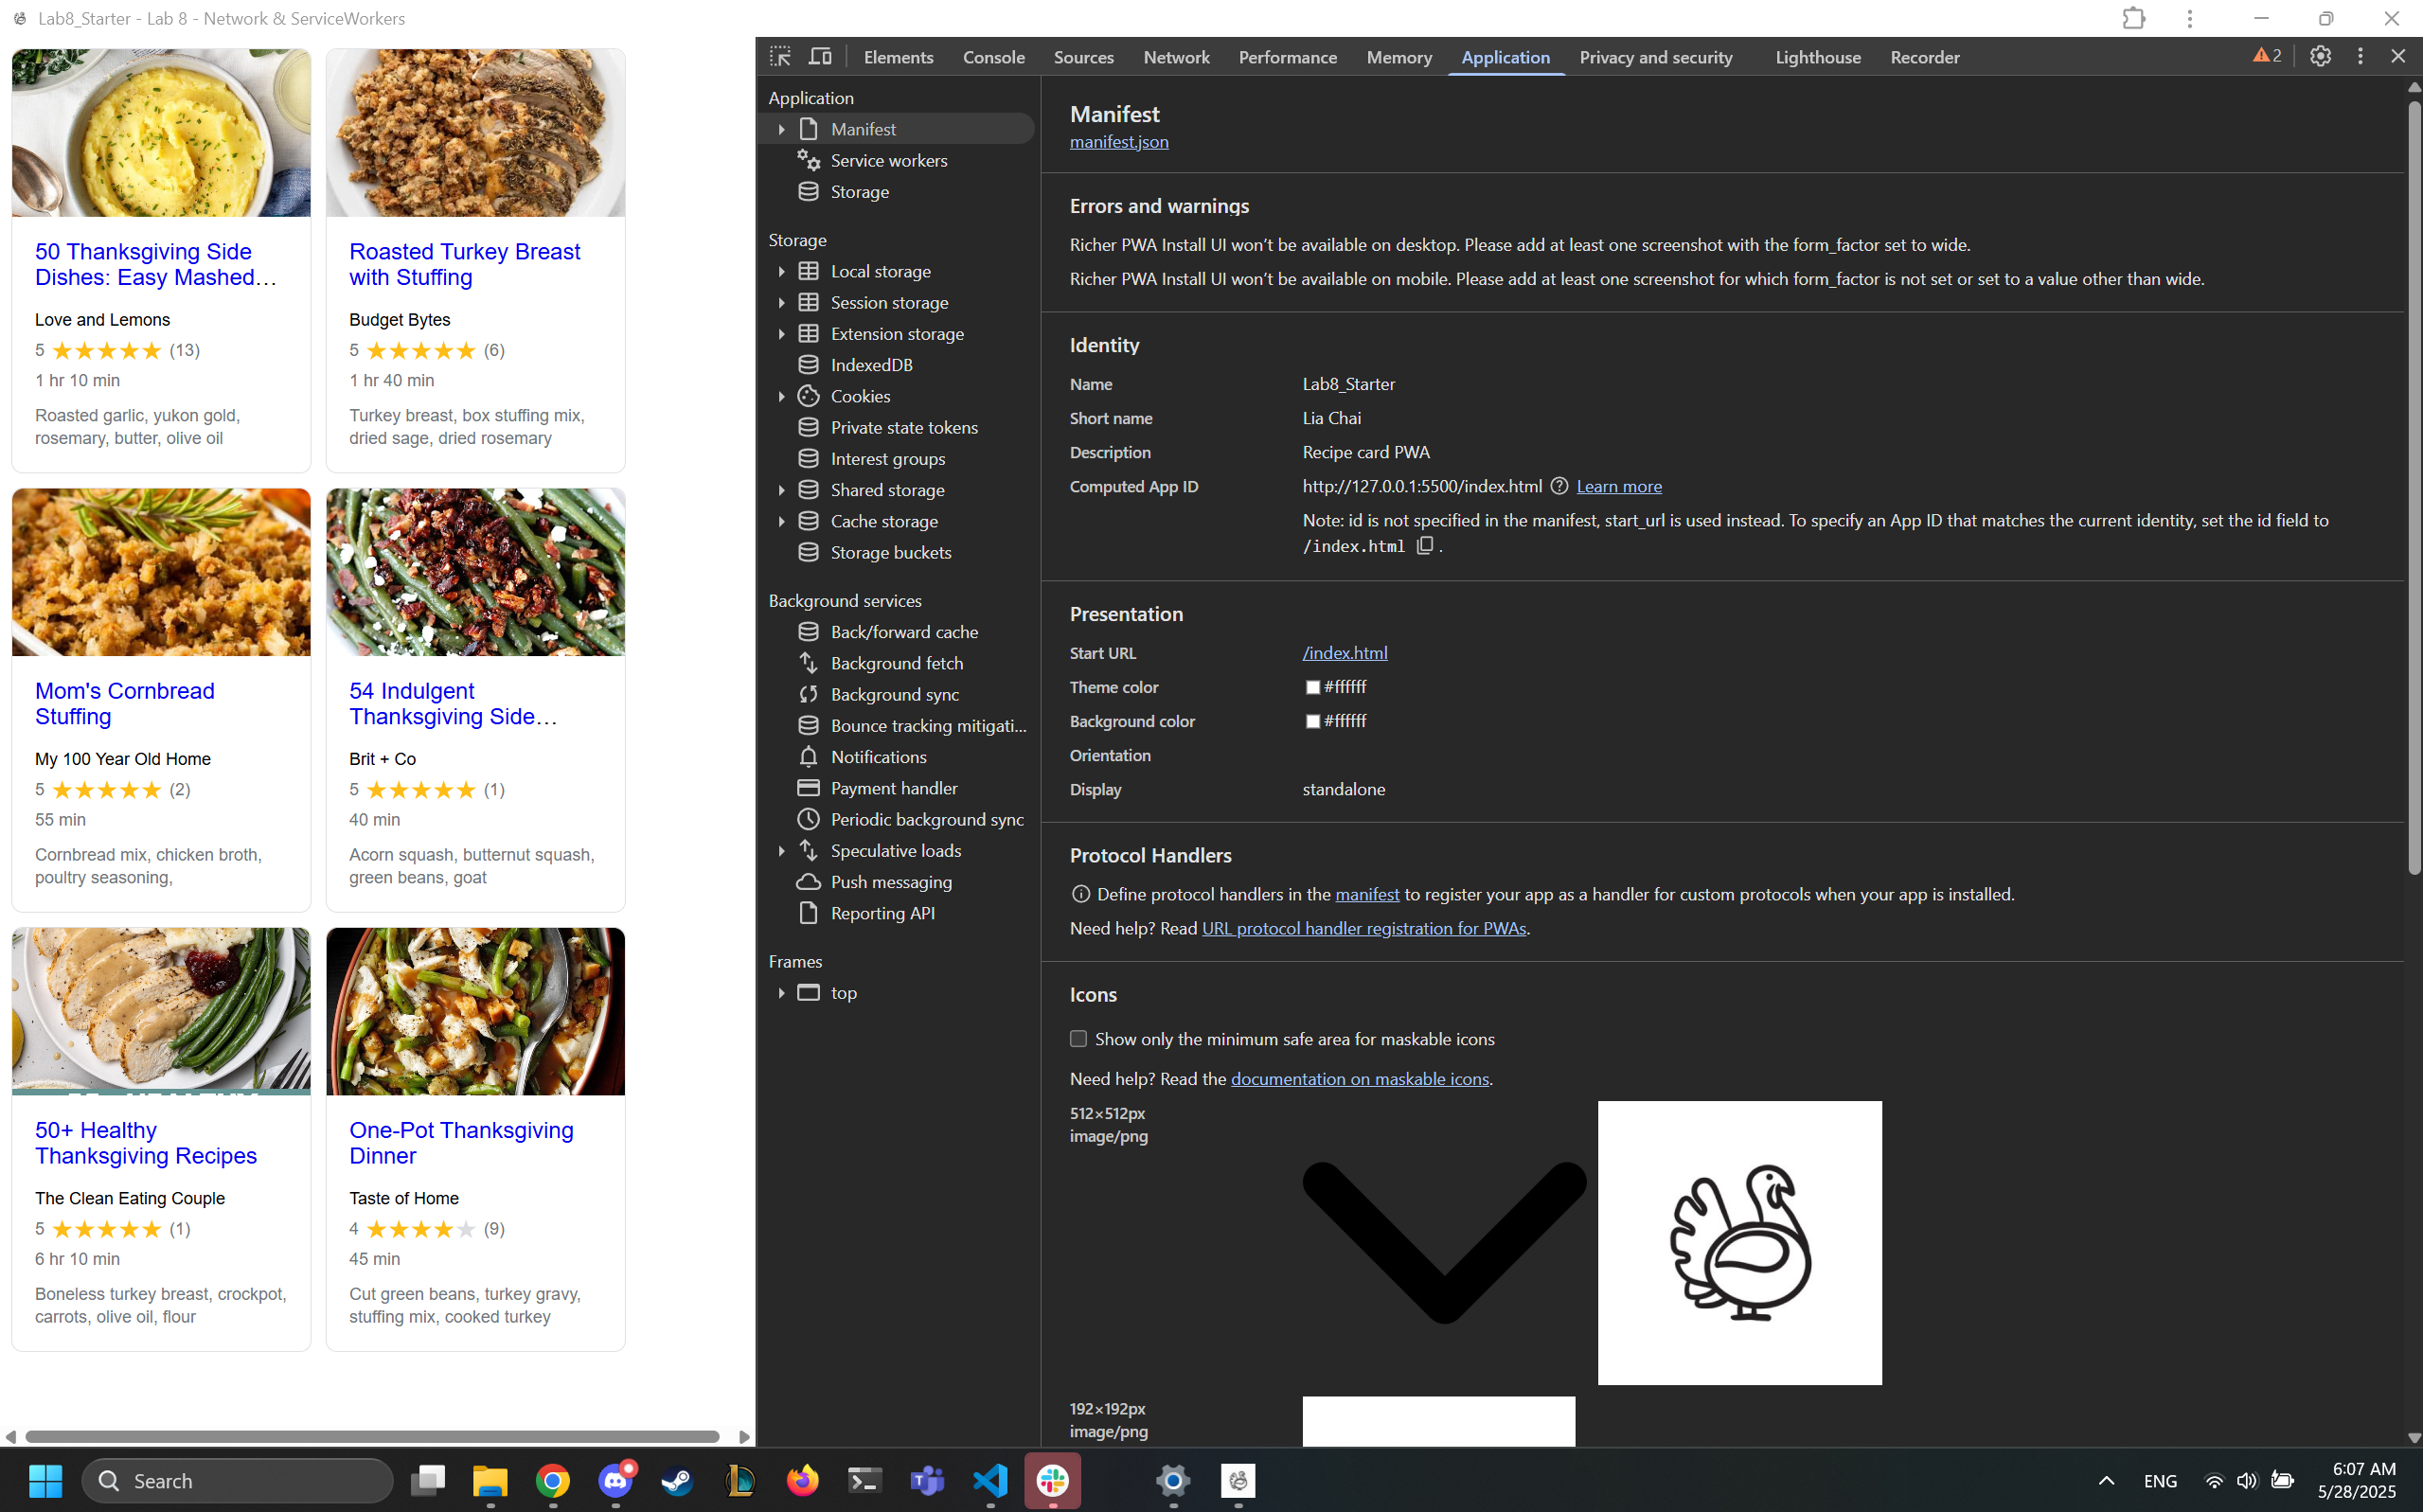 Lab8_Starter - Lab 8 - Network & ServiceWorkers
50 Thanksgiving Side
Dishes: Easy Mashed…
Love and Lemons
5 (13)
1 hr 10 min
Roasted garlic, yukon gold,
rosemary, butter, olive oil
Roasted Turkey Breast
with Stuffing
Budget Bytes
5 (6)
1 hr 40 min
Turkey breast, box stuffing mix,
dried sage, dried rosemary
Mom's Cornbread
Stuffing
My 100 Year Old Home
5 (2)
55 min
Cornbread mix, chicken broth,
poultry seasoning,
54 Indulgent
Thanksgiving Side…
Brit + Co
5 (1)
40 min
Acorn squash, butternut squash,
green beans, goat
50+ Healthy
Thanksgiving Recipes
The Clean Eating Couple
5 (1)
6 hr 10 min
Boneless turkey breast, crockpot,
carrots, olive oil, flour
One-Pot Thanksgiving
Dinner
Taste of Home
4 (9)
45 min
Cut green beans, turkey gravy,
stuffing mix, cooked turkey
Elements Console Sources Network Performance Memory Application Privacy and security Lighthouse Recorder 2
Application
Manifest
Service workers
Storage
Storage
Local storage
Session storage
Extension storage
IndexedDB
Cookies
Private state tokens
Interest groups
Shared storage
Cache storage
Storage buckets
Background services
Back/forward cache
Background fetch
Background sync
Bounce tracking mitigati…
Notifications
Payment handler
Periodic background sync
Speculative loads
Push messaging
Reporting API
Frames
top
Manifest
manifest.json
Errors and warnings
Richer PWA Install UI won’t be available on desktop. Please add at least one screenshot with the form_factor set to wide.
Richer PWA Install UI won’t be available on mobile. Please add at least one screenshot for which form_factor is not set or set to a value other than wide.
Identity
Name Lab8_Starter
Short name Lia Chai
Description Recipe card PWA
Computed App ID http://127.0.0.1:5500/index.html Learn more
Note: id is not specified in the manifest, start_url is used instead. To specify an App ID that matches the current identity, set the id field to
/index.html .
Presentation
Start URL /index.html
Theme color #ffffff
Background color #ffffff
Orientation
Display standalone
Protocol Handlers
Define protocol handlers in the manifest to register your app as a handler for custom protocols when your app is installed.
Need help? Read URL protocol handler registration for PWAs.
Icons
Show only the minimum safe area for maskable icons
Need help? Read the documentation on maskable icons.
512×512px
image/png
192×192px
image/png
Search
ENG
6:07 AM
5/28/2025